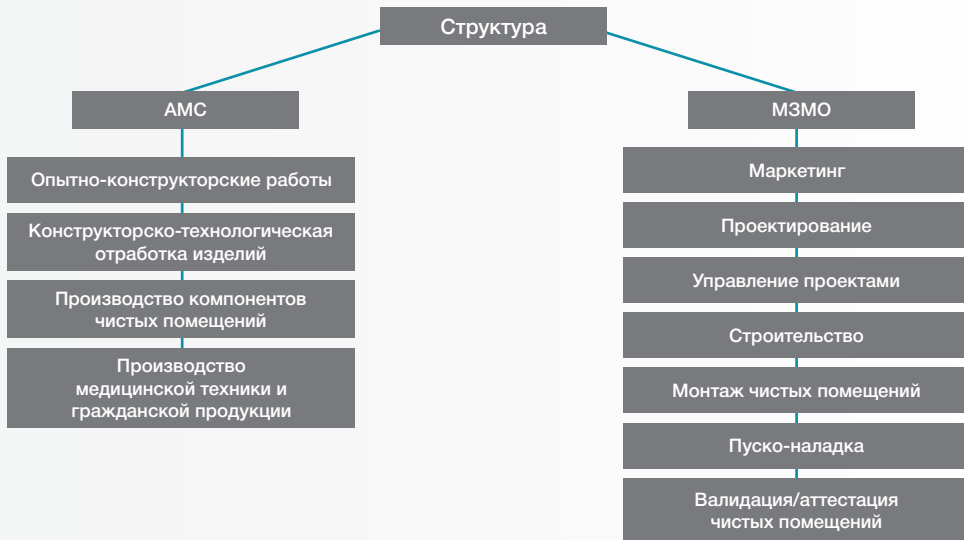 Структура
АМС
Опытно-конструкторские работы
Конструкторско-технологическая
отработка изделий
Производство компонентов
чистых помещений
Производство
медицинской техники и
гражданской продукции
МЗМО
Маркетинг
Проектирование
Управление проектами
Строительство
Монтаж чистых помещений
Пуско-наладка
Валидация/аттестация
чистых помещений